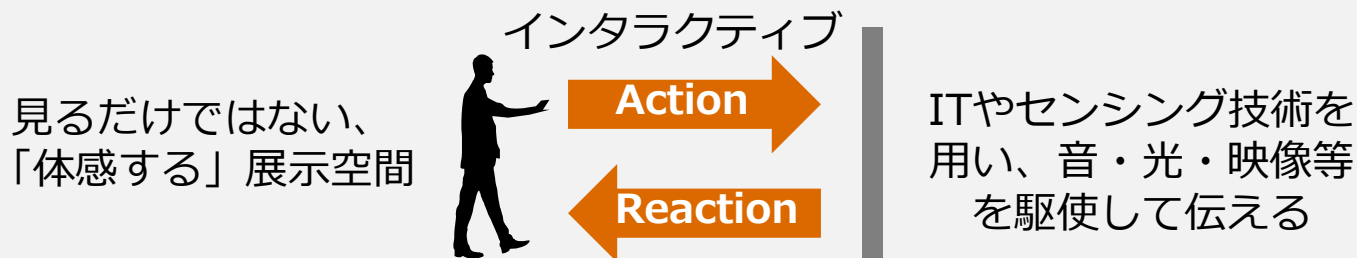 インタラクティブ
見るだけではない、
「体感する」展示空間
Action
Reaction
ITやセンシング技術を
用い、音・光・映像等
を駆使して伝える